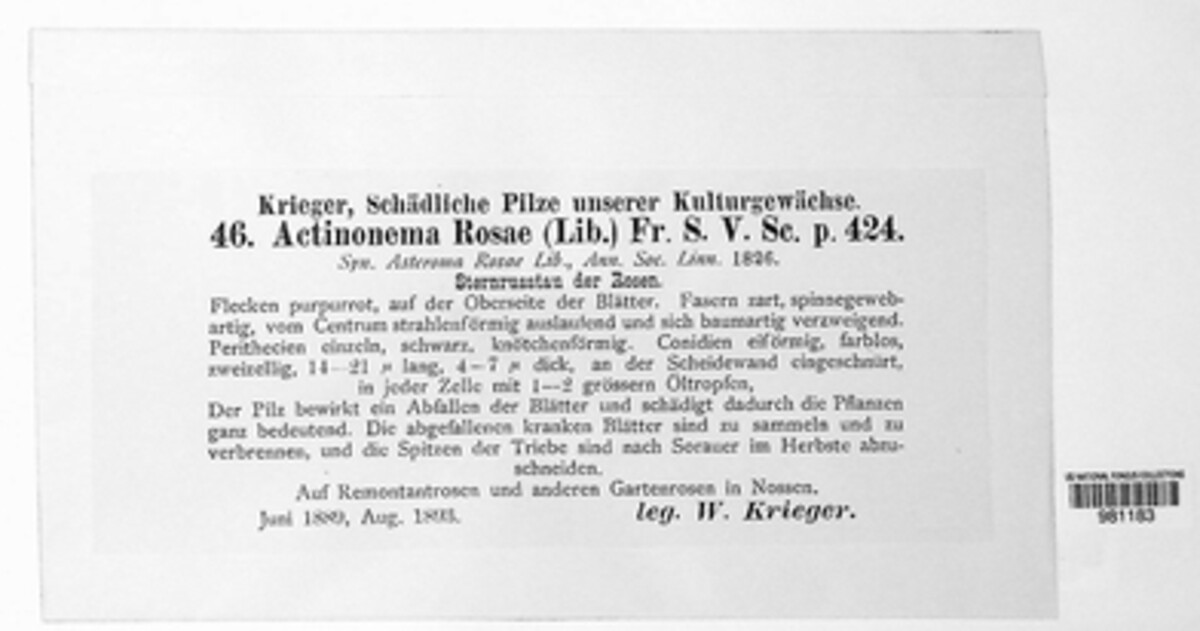 Krieger, Schädliche Pilze unserer Kulturgewächse.
46. Actinonema Rosae (Lib.) Fr. S. V. Sc. p. 424.
Syn. Asteroma Rosae Lib., Ann. Soc. Linn. 1826.
Sternrusstau der Rosen.
Flecken purpurrot, auf der Oberseite der Blätter. Fasern zart, spinnegeweb-
artig, vom Centrum strahlenförmig auslaufend und sich baumartig verzweigend.
Perithecien einzeln, schwarz, knötchenförmig. Conidien eiförmig, farblos,
zweizellig, 14—21 µ lang, 4—7 µ dick, an der Scheidewand eingeschnürt,
in jeder Zelle mit 1—2 grössern Öltropfen,
Der Pilz bewirkt ein Abfallen der Blätter und schädigt dadurch die Pflanzen
ganz bedeutend. Die abgefallenen kranken Blätter sind zu sammeln und zu
verbrennen, und die Spitzen der Triebe sind nach Sorauer im Herbste abzu-
schneiden.
Auf Remontantrosen und anderen Gartenrosen in Nossen.
Juni 1889, Aug. 1893.
leg. W. Krieger.
US NATIONAL FUNGUS COLLECTIONS
981183